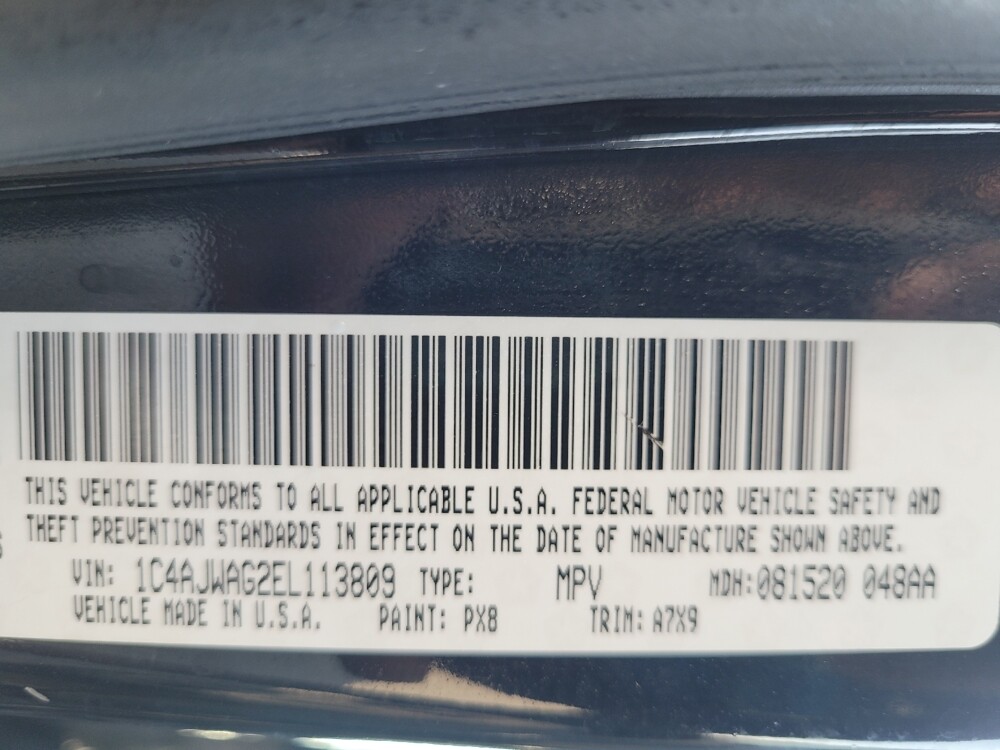 THIS VEHICLE CONFORMS TO ALL APPLICABLE U.S.A. FEDERAL MOTOR VEHICLE SAFETY AND
THEFT PREVENTION STANDARDS IN EFFECT ON THE DATE OF MANUFACTURE SHOWN ABOVE.
VIN: 1C4AJWAG2EL113809 TYPE: MPV MDH:081520 048AA
VEHICLE MADE IN U.S.A. PAINT: PX8 TRIM: A7X9